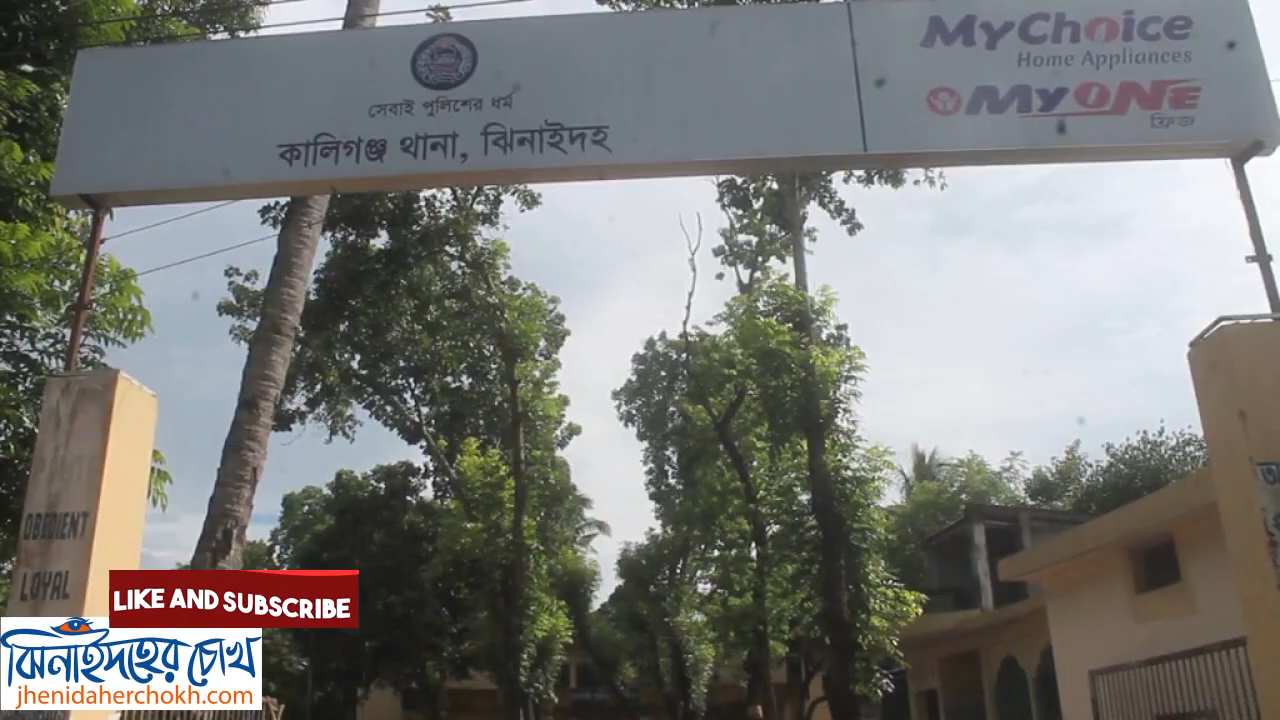 সেবাই পুলিশের ধর্ম
কালিগঞ্জ থানা, ঝিনাইদহ
MyChoice
Home Appliances
MyONE
ফ্রিজ
OBEDIENT
LOYAL
LIKE AND SUBSCRIBE
ঝিনাইদহের চোখ
jhenidaherchokh.com